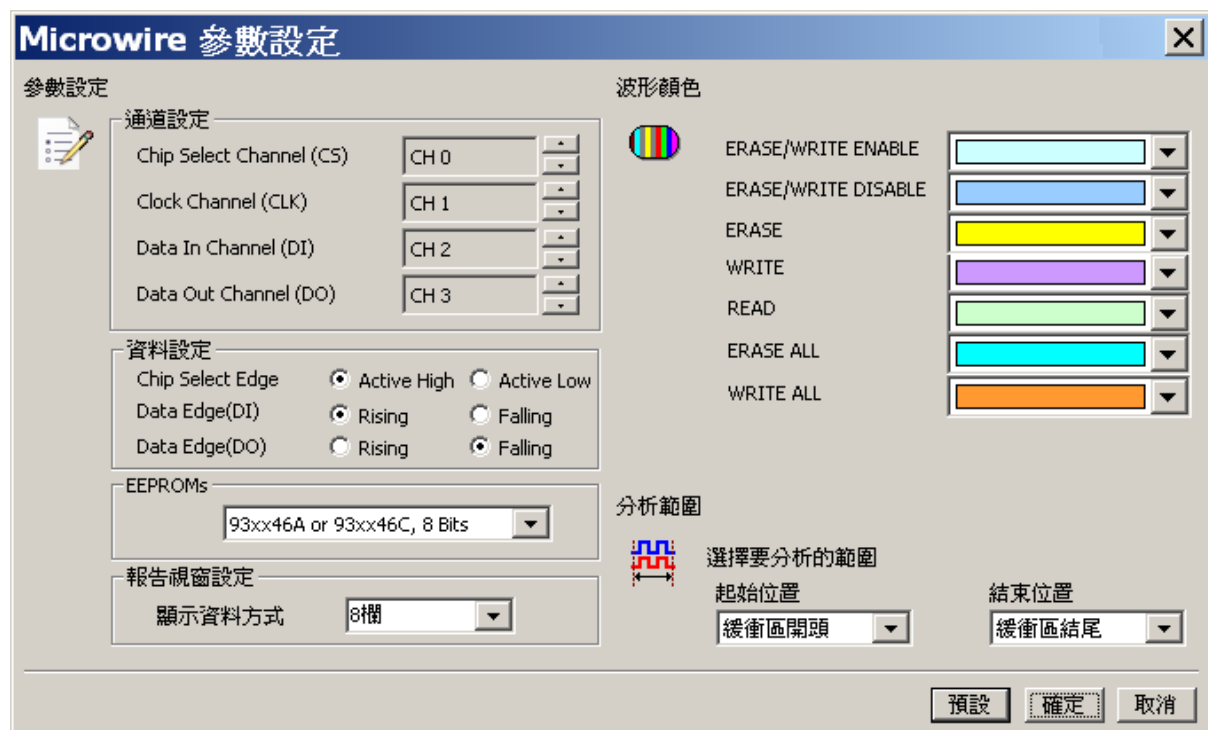 Microwire 參數設定
參數設定
通道設定
Chip Select Channel (CS) CH 0
Clock Channel (CLK) CH 1
Data In Channel (DI) CH 2
Data Out Channel (DO) CH 3
資料設定
Chip Select Edge Active High Active Low
Data Edge(DI) Rising Falling
Data Edge(DO) Rising Falling
EEPROMs
93xx46A or 93xx46C, 8 Bits
報告視窗設定
顯示資料方式 8欄
波形顏色
ERASE/WRITE ENABLE
ERASE/WRITE DISABLE
ERASE
WRITE
READ
ERASE ALL
WRITE ALL
分析範圍
選擇要分析的範圍
起始位置 結束位置
緩衝區開頭 緩衝區結尾
預設 確定 取消